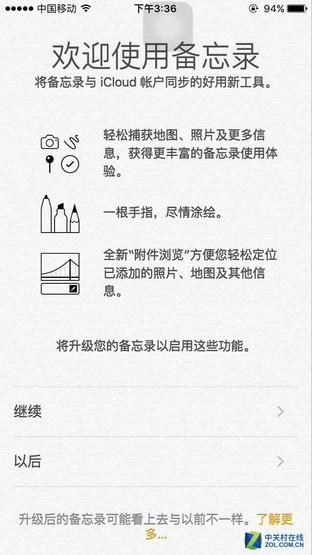 中国移动
下午3:36
94%
欢迎使用备忘录
将备忘录与 iCloud 帐户同步的好用新工具。
轻松捕获地图、照片及更多信
息，获得更丰富的备忘录使用体
验。
一根手指，尽情涂绘。
全新“附件浏览”方便您轻松定位
已添加的照片、地图及其他信
息。
将升级您的备忘录以启用这些功能。
继续
以后
升级后的备忘录可能看上去与以前不一样。了解更
多...
Z 中关村在线
ZOL.COM.CN